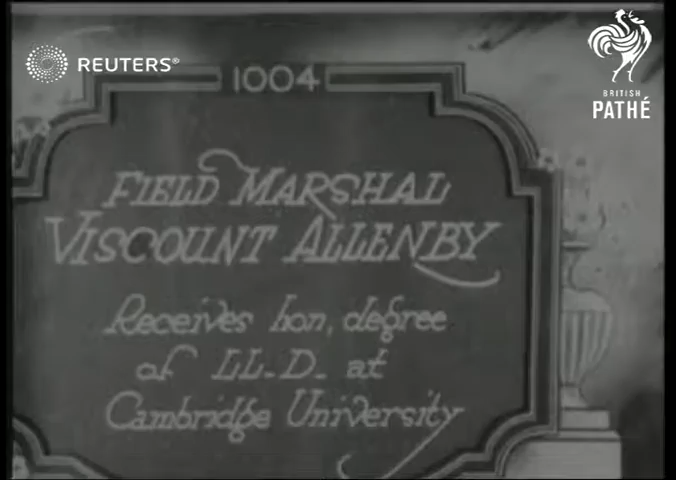 REUTERS®
BRITISH
PATHÉ
1004
FIELD MARSHAL
VISCOUNT ALLENBY
Receives hon, degree
of LL-D- at
Cambridge University